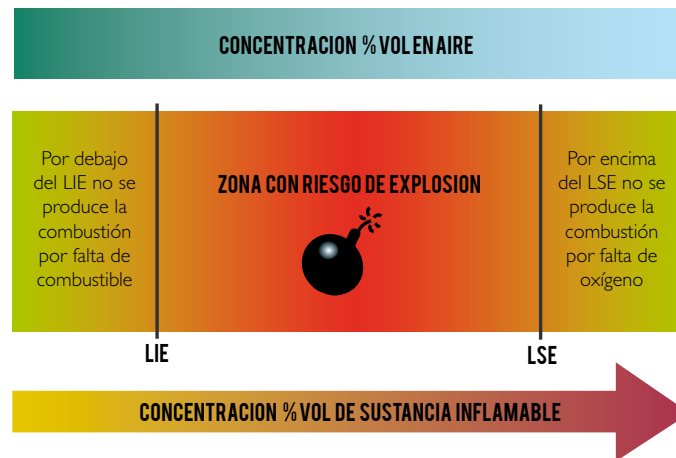 CONCENTRACION % VOL EN AIRE
Por debajo
del LIE no se
produce la
combustión
por falta de
combustible
ZONA CON RIESGO DE EXPLOSION
Por encima
del LSE no se
produce la
combustión
por falta de
oxígeno
LIE
LSE
CONCENTRACION % VOL DE SUSTANCIA INFLAMABLE